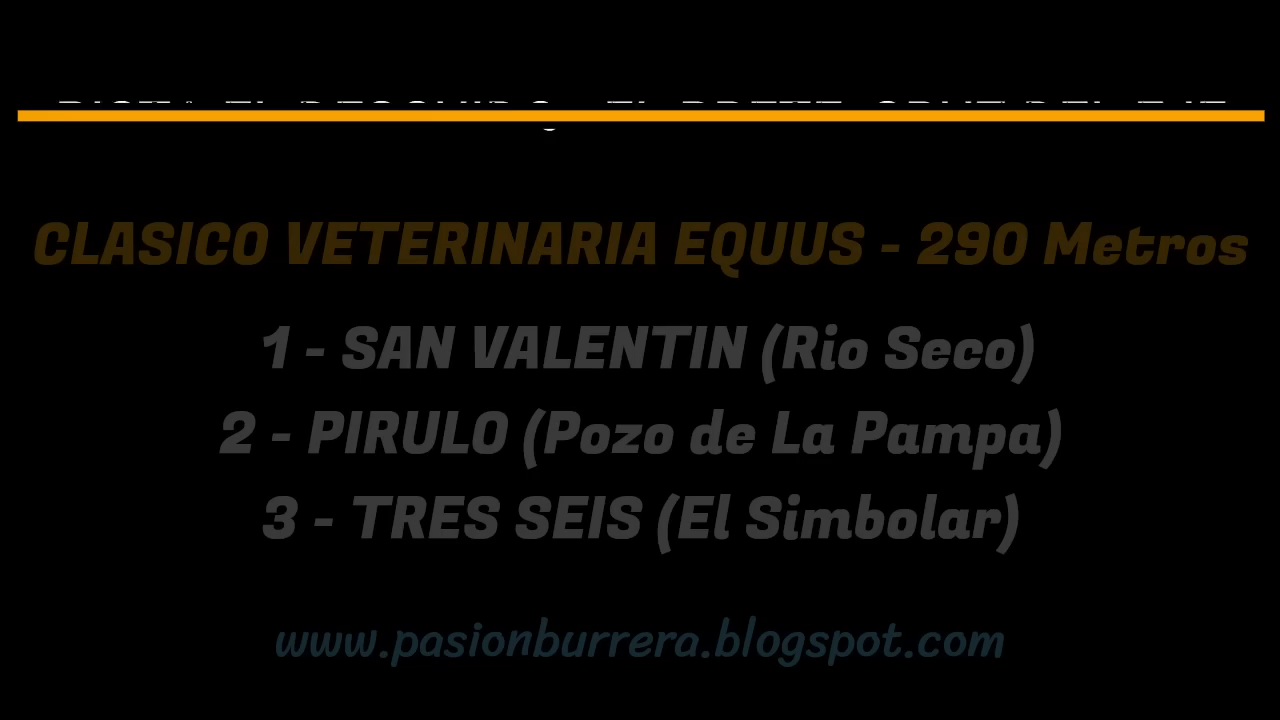 CLASICO VETERINARIA EQUUS - 290 Metros
1 - SAN VALENTIN (Rio Seco)
2 - PIRULO (Pozo de La Pampa)
3 - TRES SEIS (El Simbolar)
www.pasionburrera.blogspot.com